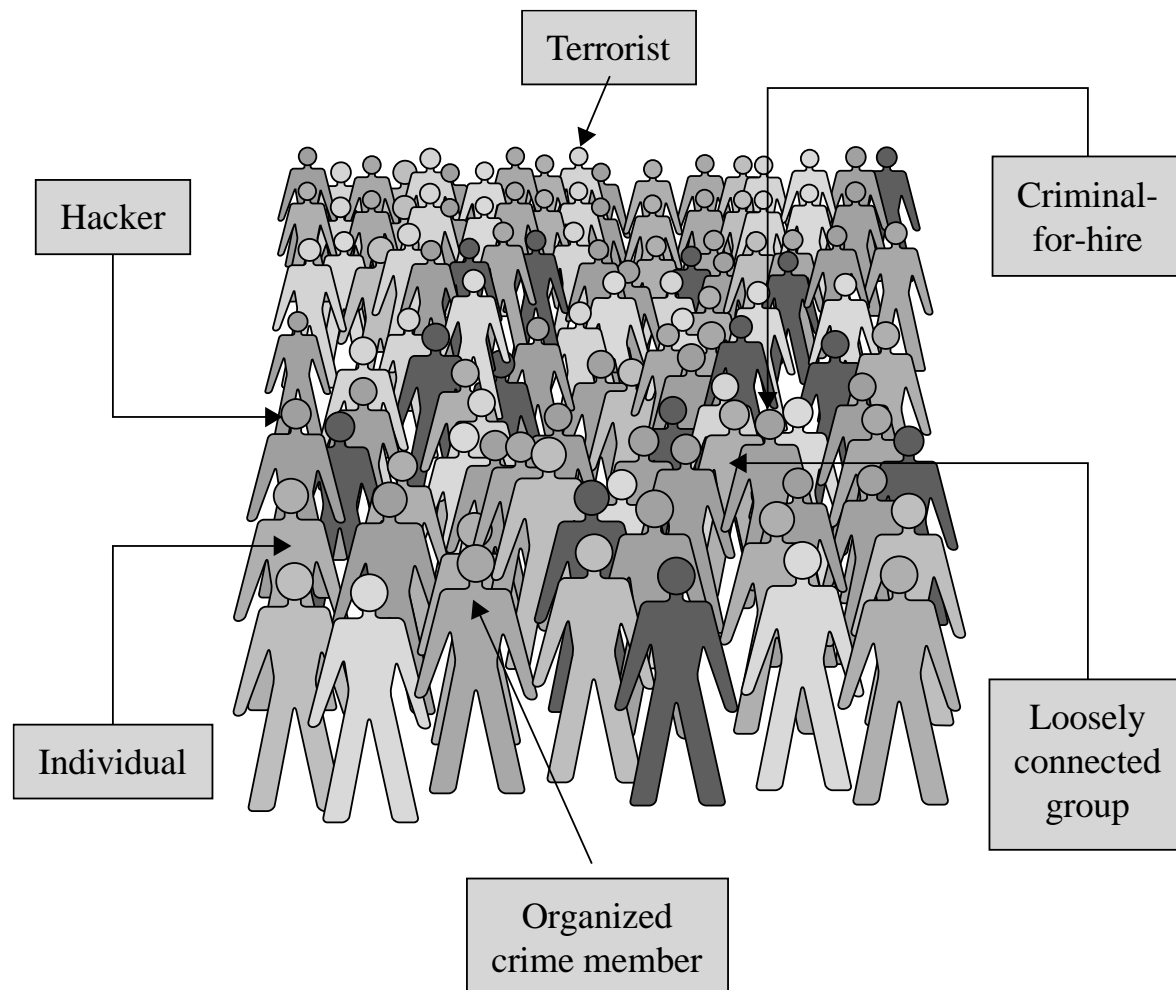 Terrorist
Hacker
Criminal-
for-hire
Individual
Loosely
connected
group
Organized
crime member